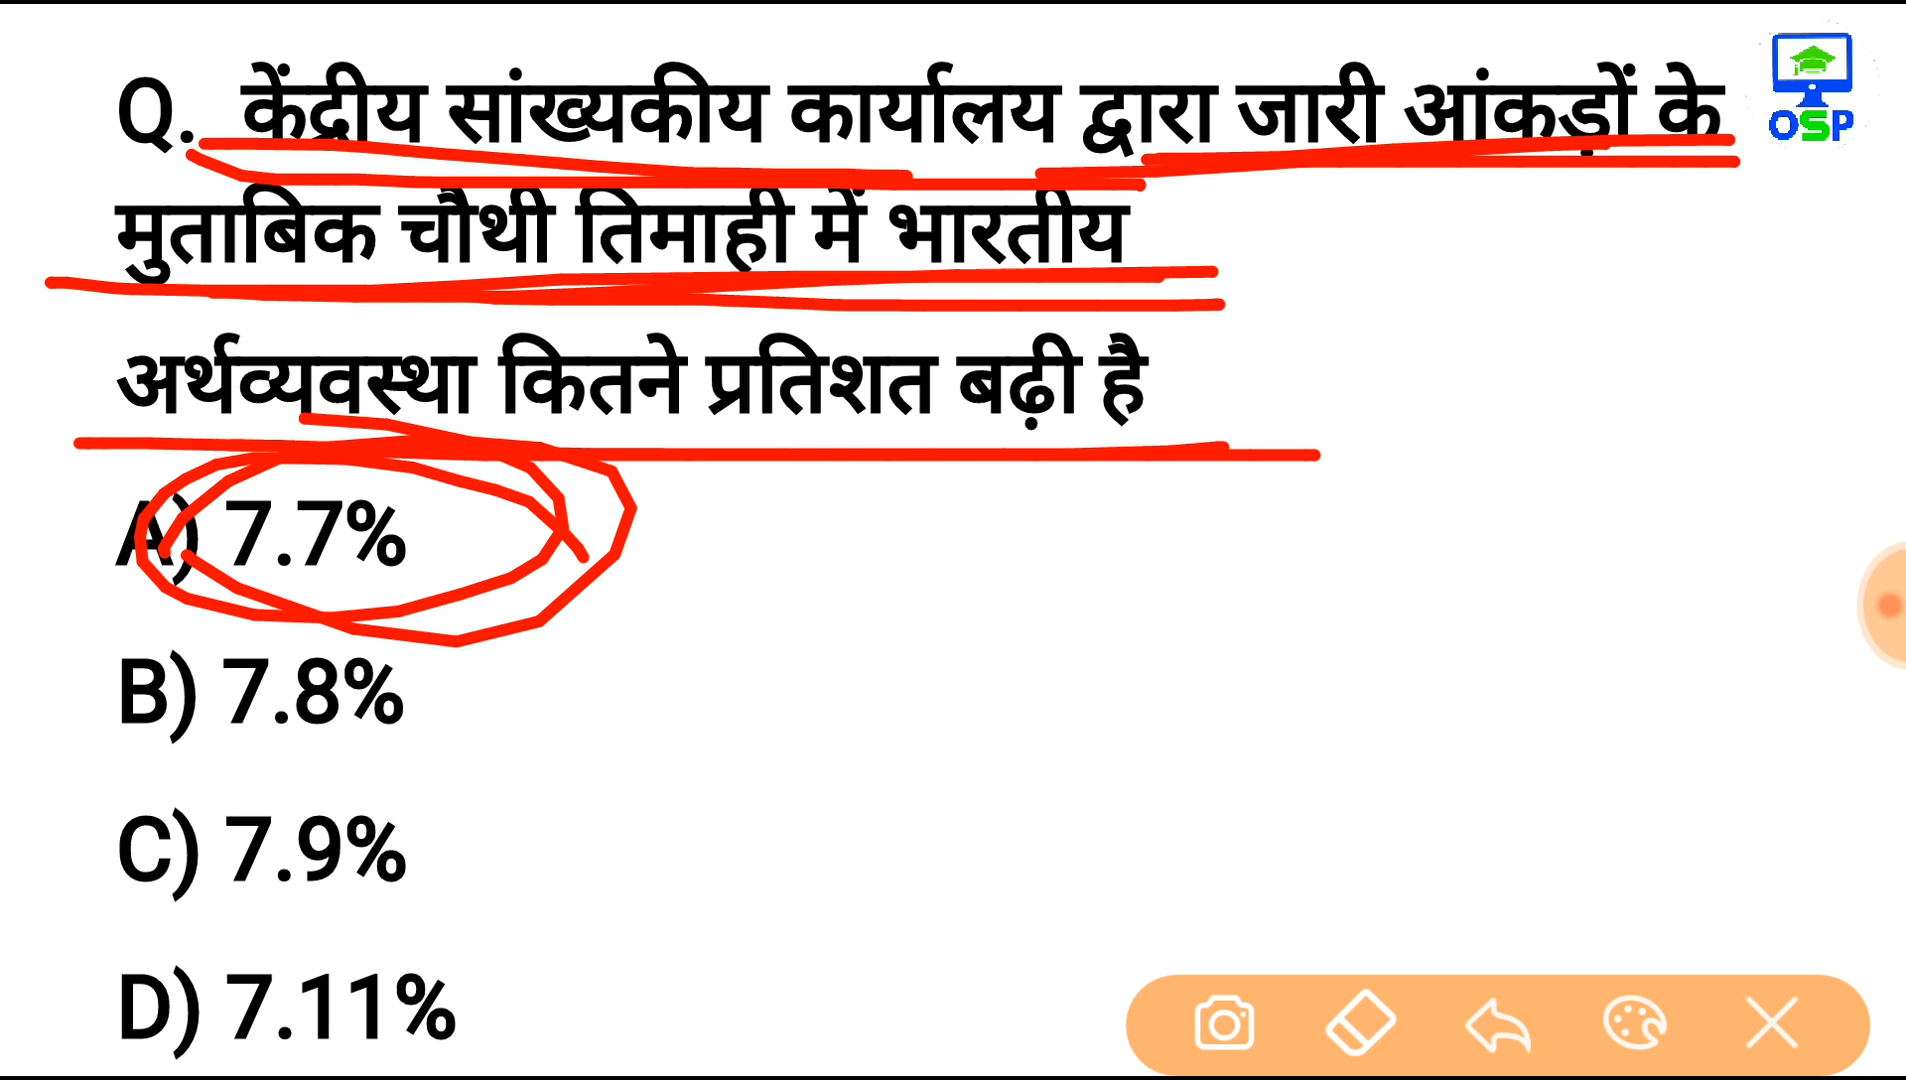 Q. केंद्रीय सांख्यकीय कार्यालय द्वारा जारी आंकड़ों के
OSP
मुताबिक चौथी तिमाही में भारतीय
अर्थव्यवस्था कितने प्रतिशत बढ़ी है
A) 7.7%
B) 7.8%
C) 7.9%
D) 7.11%